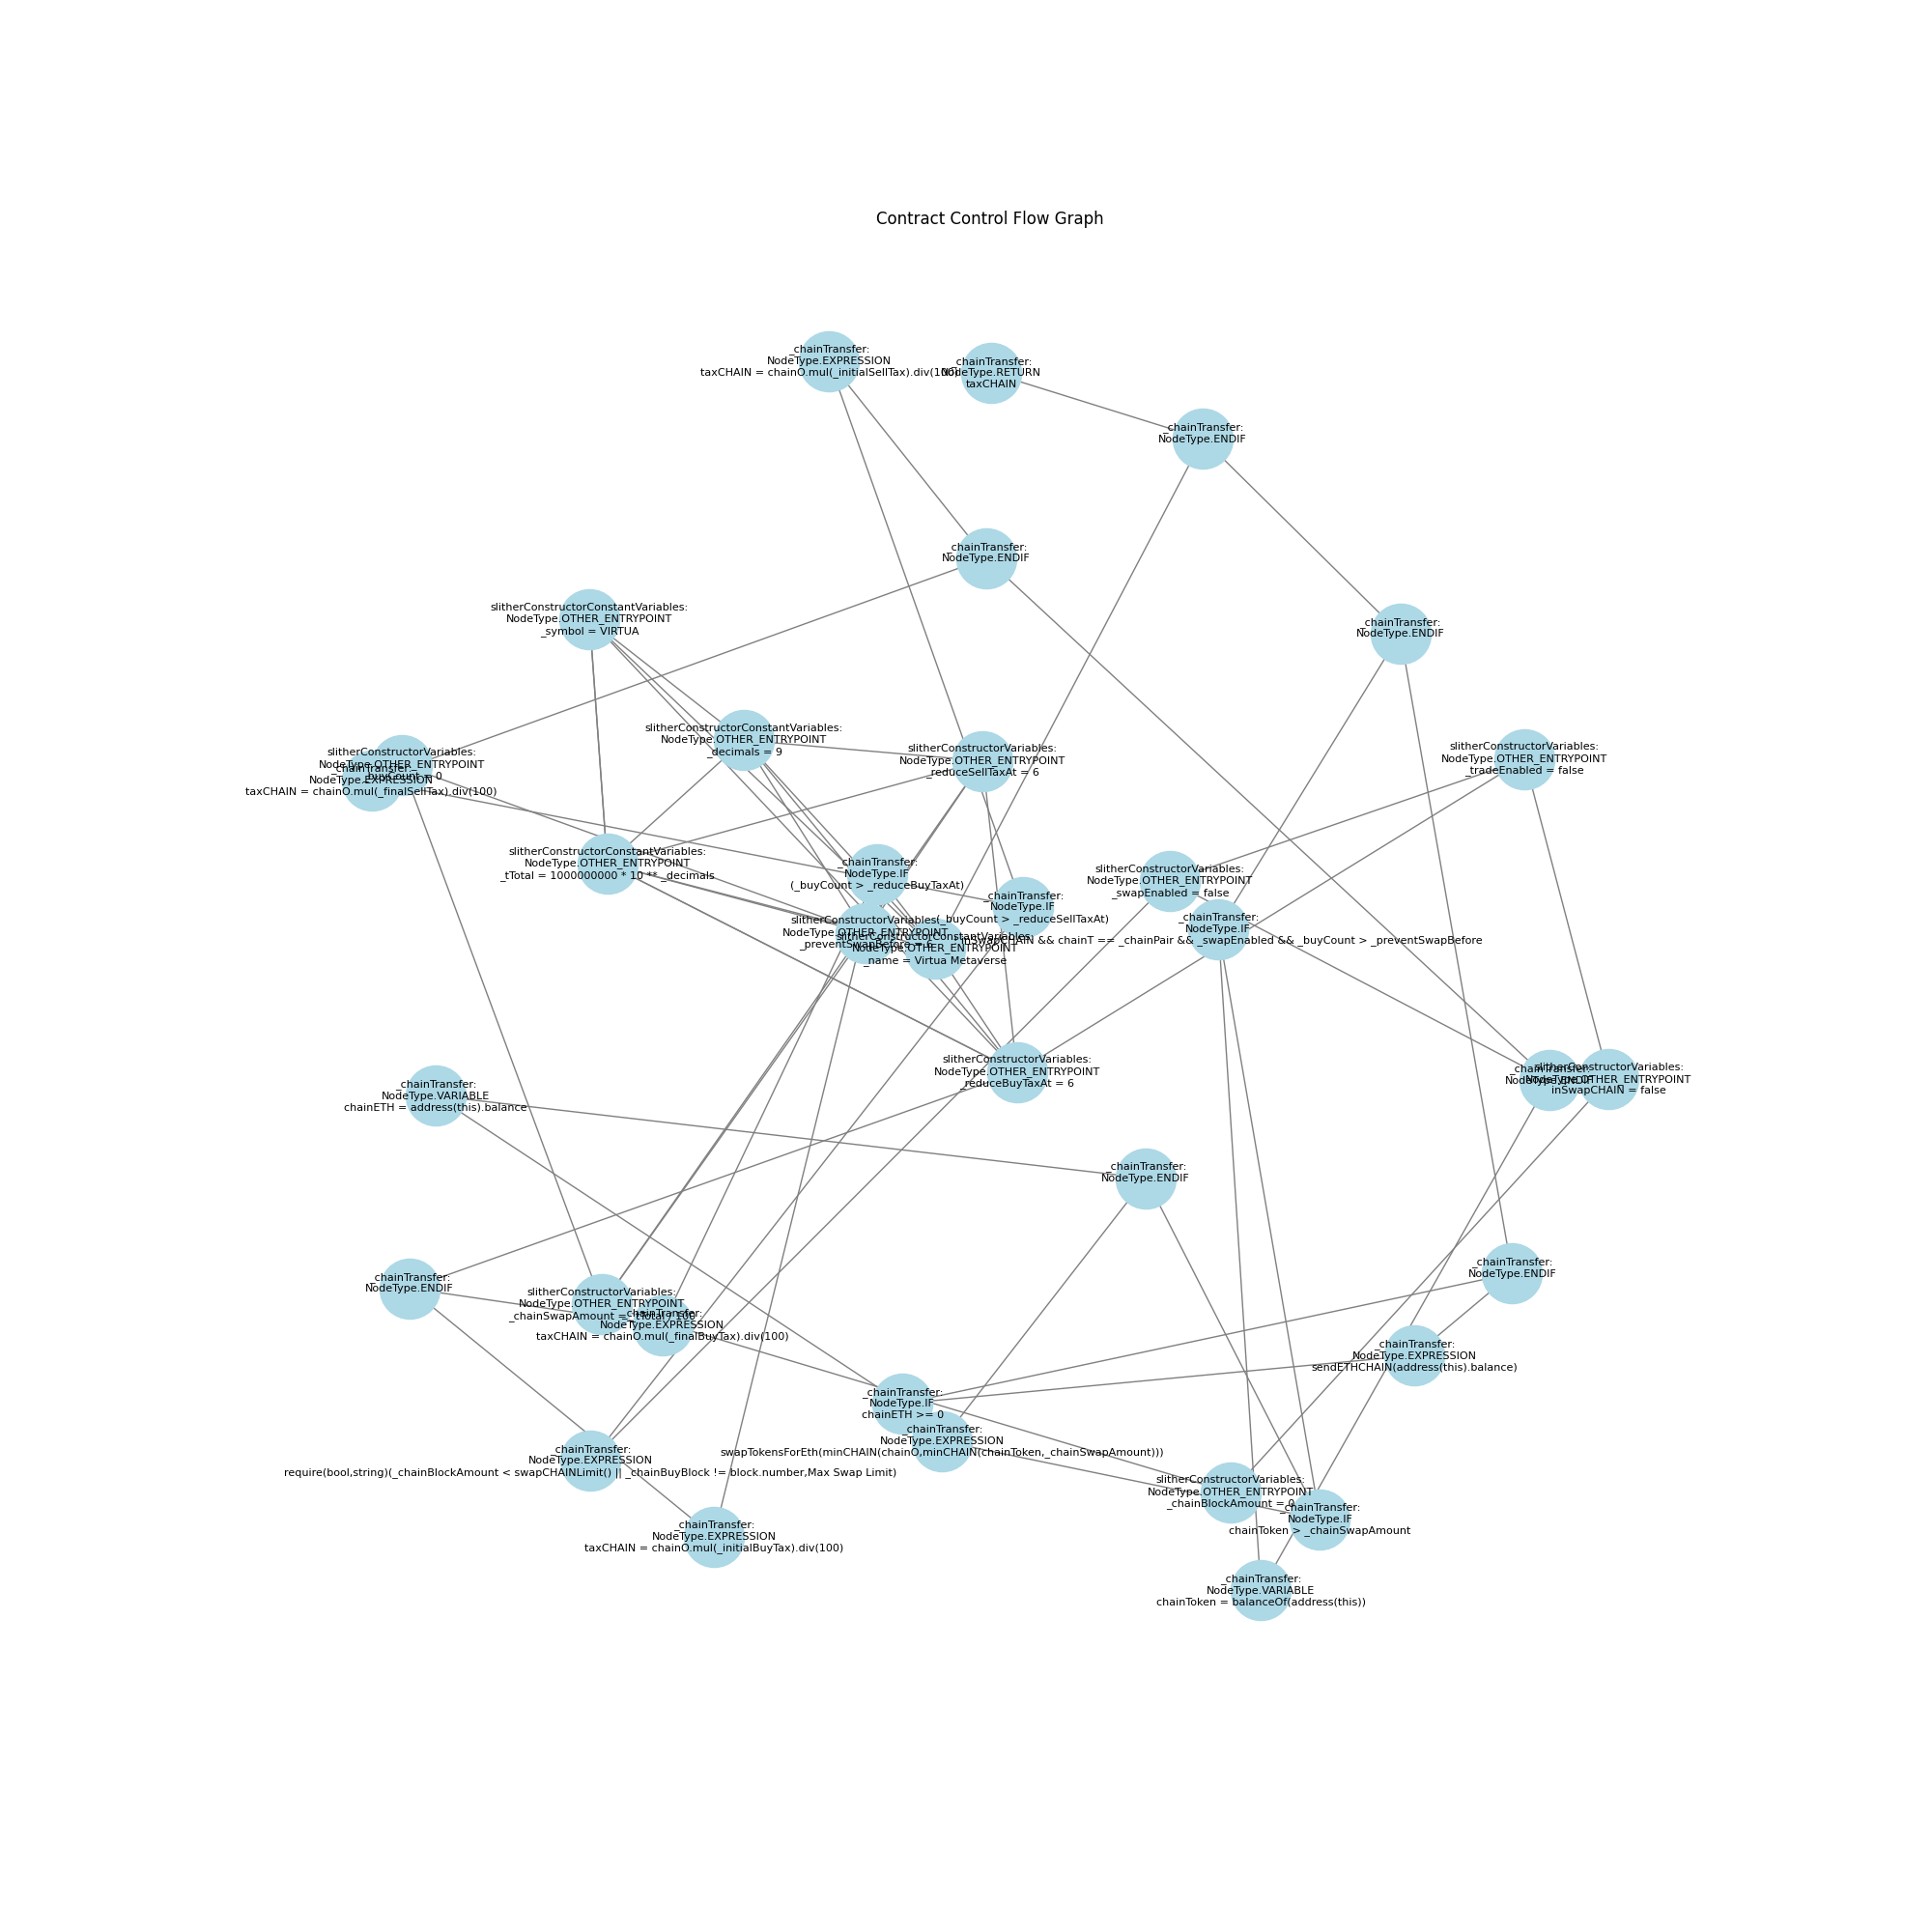 Contract Control Flow Graph
_chainTransfer:
NodeType.EXPRESSION
taxCHAIN = chainO.mul(_initialSellTax).div(100)
_chainTransfer:
NodeType.RETURN
taxCHAIN
_chainTransfer:
NodeType.ENDIF
_chainTransfer:
NodeType.ENDIF
slitherConstructorConstantVariables:
NodeType.OTHER_ENTRYPOINT
_symbol = VIRTUA
_chainTransfer:
NodeType.ENDIF
slitherConstructorConstantVariables:
NodeType.OTHER_ENTRYPOINT
_decimals = 9
slitherConstructorVariables:
NodeType.OTHER_ENTRYPOINT
_reduceSellTaxAt = 6
slitherConstructorVariables:
NodeType.OTHER_ENTRYPOINT
_tradeEnabled = false
slitherConstructorVariables:
NodeType.OTHER_ENTRYPOINT
_buyCount = 0
_chainTransfer:
NodeType.EXPRESSION
taxCHAIN = chainO.mul(_finalSellTax).div(100)
slitherConstructorConstantVariables:
NodeType.OTHER_ENTRYPOINT
_tTotal = 1000000000 * 10 ** _decimals
_chainTransfer:
NodeType.IF
(_buyCount > _reduceBuyTaxAt)
slitherConstructorVariables:
NodeType.OTHER_ENTRYPOINT
_swapEnabled = false
_chainTransfer:
NodeType.IF
(_buyCount > _reduceSellTaxAt)
_chainTransfer:
NodeType.IF
inSwapCHAIN && chainT == _chainPair && _swapEnabled && _buyCount > _preventSwapBefore
slitherConstructorVariables:
NodeType.OTHER_ENTRYPOINT
_preventSwapBefore = 6
slitherConstructorConstantVariables:
NodeType.OTHER_ENTRYPOINT
_name = Virtua Metaverse
slitherConstructorVariables:
NodeType.OTHER_ENTRYPOINT
_reduceBuyTaxAt = 6
_chainTransfer:
NodeType.ENDIF
slitherConstructorVariables:
NodeType.OTHER_ENTRYPOINT
inSwapCHAIN = false
_chainTransfer:
NodeType.VARIABLE
chainETH = address(this).balance
_chainTransfer:
NodeType.ENDIF
_chainTransfer:
NodeType.ENDIF
_chainTransfer:
NodeType.ENDIF
slitherConstructorVariables:
NodeType.OTHER_ENTRYPOINT
_chainSwapAmount = _tTotal / 100
_chainTransfer:
NodeType.EXPRESSION
taxCHAIN = chainO.mul(_finalBuyTax).div(100)
_chainTransfer:
NodeType.EXPRESSION
sendETHCHAIN(address(this).balance)
_chainTransfer:
NodeType.IF
chainETH >= 0
_chainTransfer:
NodeType.EXPRESSION
swapTokensForEth(minCHAIN(chainO,minCHAIN(chainToken,_chainSwapAmount)))
_chainTransfer:
NodeType.EXPRESSION
require(bool,string)(_chainBlockAmount < swapCHAINLimit() || _chainBuyBlock != block.number,Max Swap Limit)
slitherConstructorVariables:
NodeType.OTHER_ENTRYPOINT
_chainBlockAmount = 0
_chainTransfer:
NodeType.IF
chainToken > _chainSwapAmount
_chainTransfer:
NodeType.EXPRESSION
taxCHAIN = chainO.mul(_initialBuyTax).div(100)
_chainTransfer:
NodeType.VARIABLE
chainToken = balanceOf(address(this))